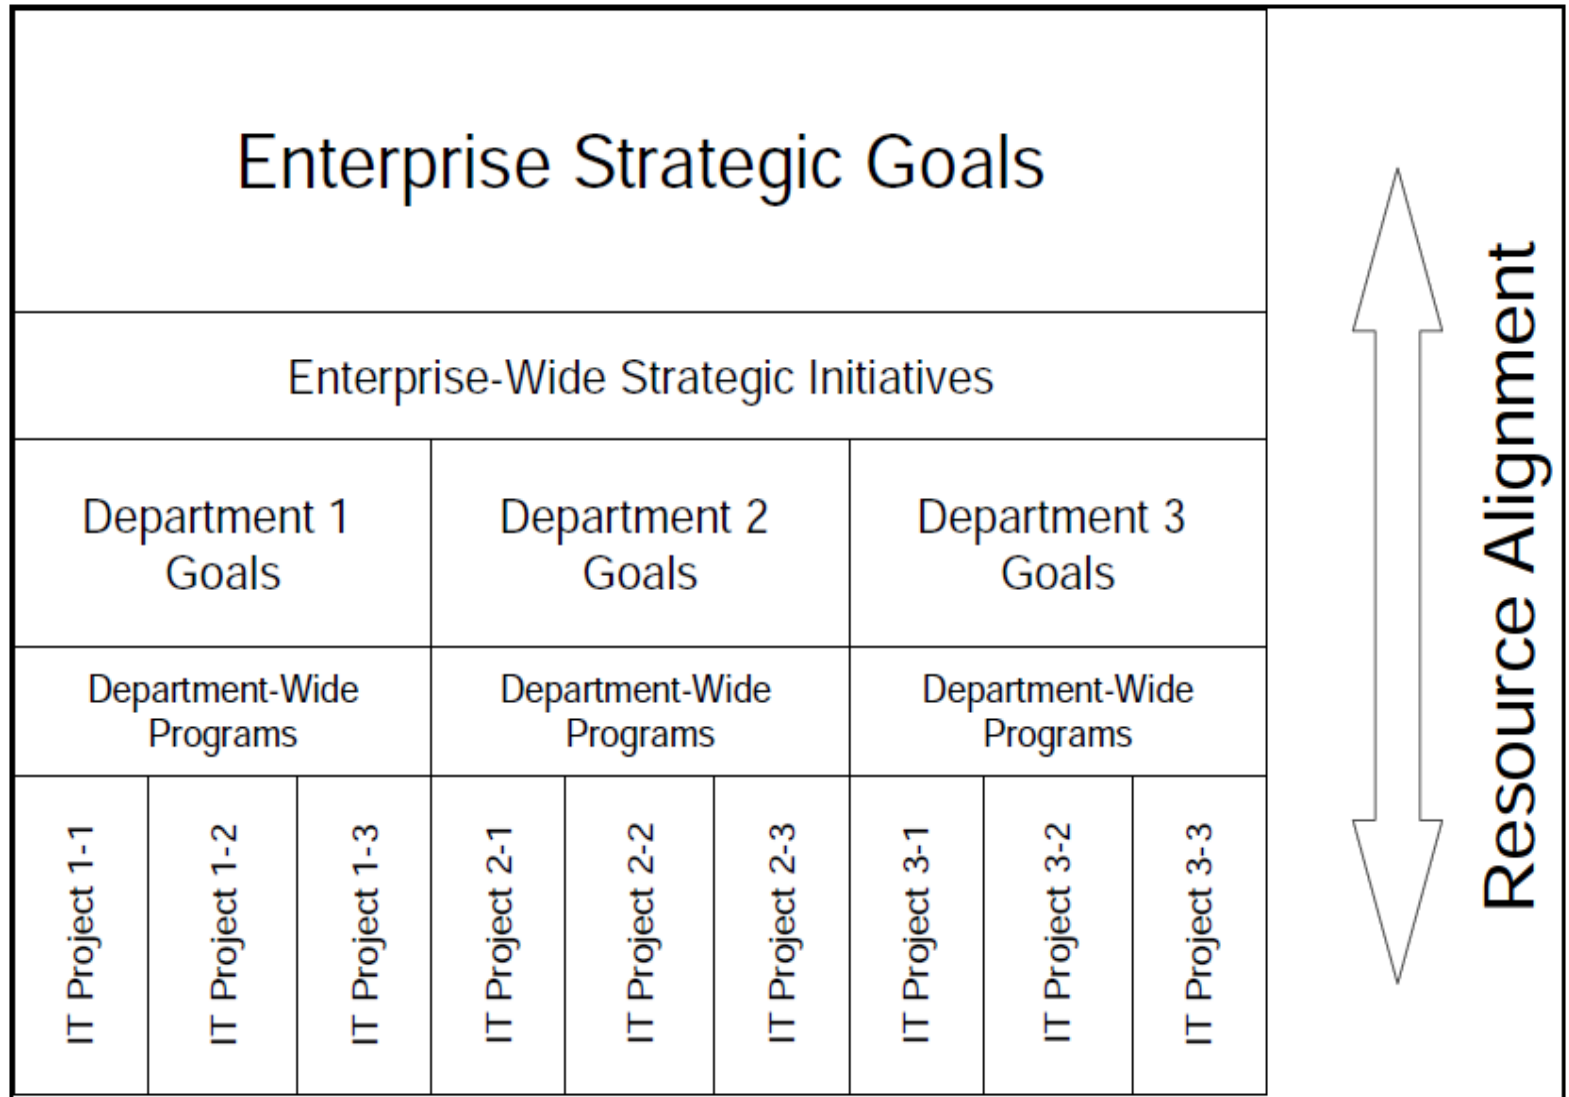 Enterprise Strategic Goals
Enterprise-Wide Strategic Initiatives
Department 1
Goals
Department 2
Goals
Department 3
Goals
Department-Wide
Programs
Department-Wide
Programs
Department-Wide
Programs
IT Project 1-1
IT Project 1-2
IT Project 1-3
IT Project 2-1
IT Project 2-2
IT Project 2-3
IT Project 3-1
IT Project 3-2
IT Project 3-3
Resource Alignment